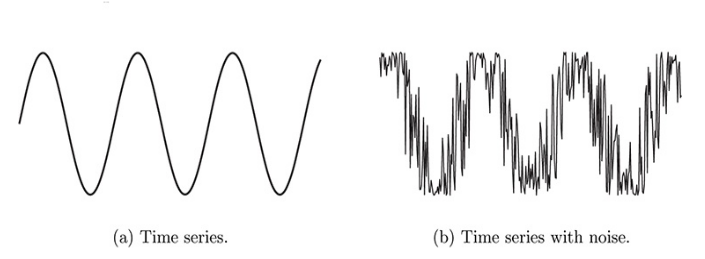 (a) Time series.
(b) Time series with noise.